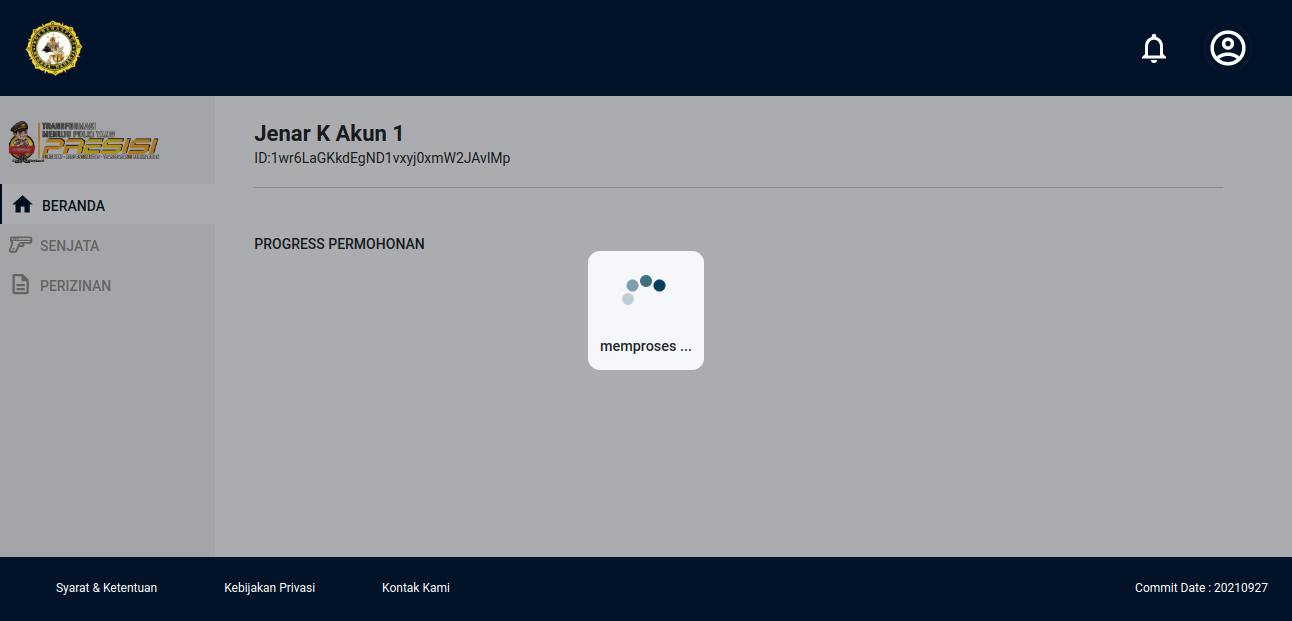 TRANSFORMASI
MENUJU POLRI YANG
PRESISI
Jenar K Akun 1
ID:1wr6LaGKkdEgND1vxyj0xmW2JAvlMp
BERANDA
SENJATA
PERIZINAN
PROGRESS PERMOHONAN
memproses ...
Syarat & Ketentuan
Kebijakan Privasi
Kontak Kami
Commit Date : 20210927